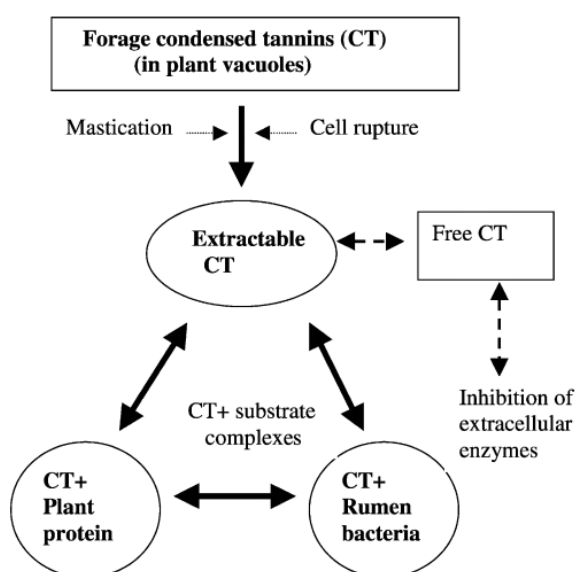 Forage condensed tannins (CT)
(in plant vacuoles)
Mastication
Cell rupture
Extractable
CT
Free CT
CT+ substrate
complexes
Inhibition of
extracellular
enzymes
CT+
Plant
protein
CT+
Rumen
bacteria